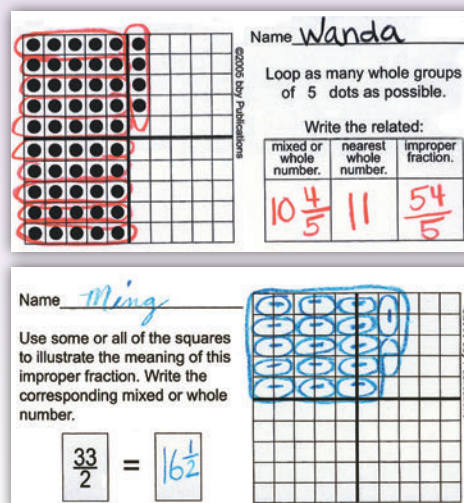 Name Wanda
©2005 bby Publications
Loop as many whole groups
of 5 dots as possible.
Write the related:
mixed or whole number. nearest whole number. improper fraction.
10 4/5 11 54/5
Name Ming
Use some or all of the squares
to illustrate the meaning of this
improper fraction. Write the
corresponding mixed or whole
number.
33/2 = 16 1/2